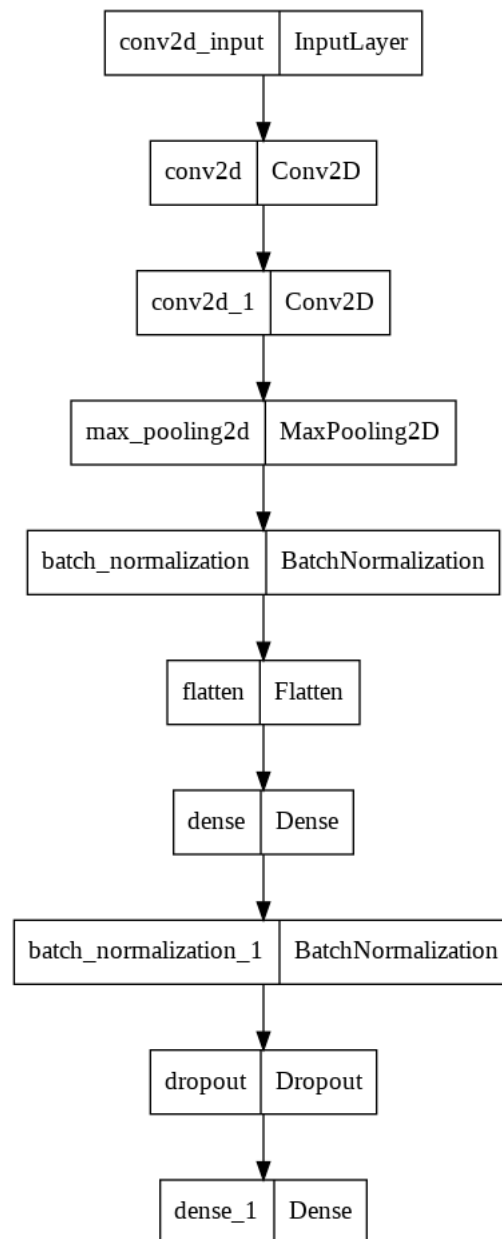 conv2d_input InputLayer
conv2d Conv2D
conv2d_1 Conv2D
max_pooling2d MaxPooling2D
batch_normalization BatchNormalization
flatten Flatten
dense Dense
batch_normalization_1 BatchNormalization
dropout Dropout
dense_1 Dense